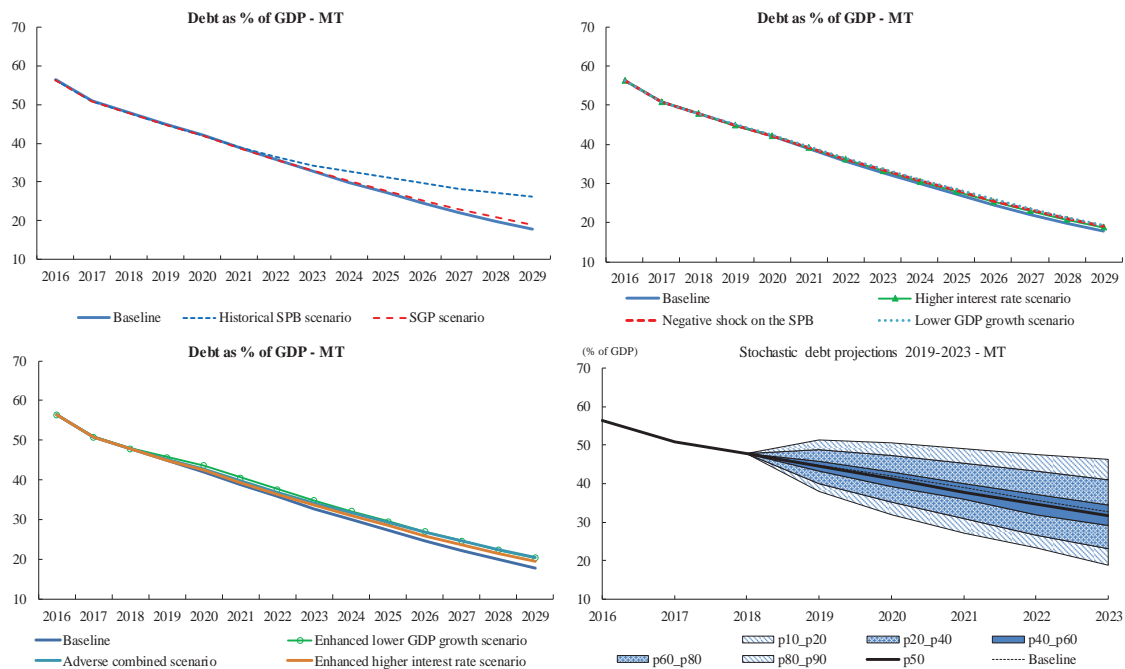 Debt as % of GDP - MT
70
60
50
40
30
20
10
2016 2017 2018 2019 2020 2021 2022 2023 2024 2025 2026 2027 2028 2029
Baseline Historical SPB scenario SGP scenario
Debt as % of GDP - MT
70
60
50
40
30
20
10
2016 2017 2018 2019 2020 2021 2022 2023 2024 2025 2026 2027 2028 2029
Baseline Higher interest rate scenario
Negative shock on the SPB Lower GDP growth scenario
Debt as % of GDP - MT
70
60
50
40
30
20
10
2016 2017 2018 2019 2020 2021 2022 2023 2024 2025 2026 2027 2028 2029
Baseline Enhanced lower GDP growth scenario
Adverse combined scenario Enhanced higher interest rate scenario
(% of GDP) Stochastic debt projections 2019-2023 - MT
70
60
50
40
30
20
10
2016 2017 2018 2019 2020 2021 2022 2023
p10_p20 p20_p40 p40_p60
p60_p80 p80_p90 p50 Baseline